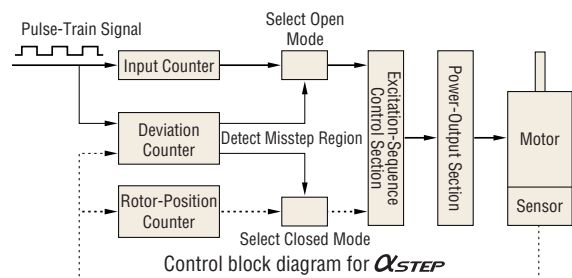 Pulse-Train Signal
Select Open
Mode
Input Counter
Deviation
Counter
Detect Misstep Region
Rotor-Position
Counter
Select Closed Mode
Excitation-Sequence
Control Section
Power-Output Section
Motor
Sensor
Control block diagram for αSTEP